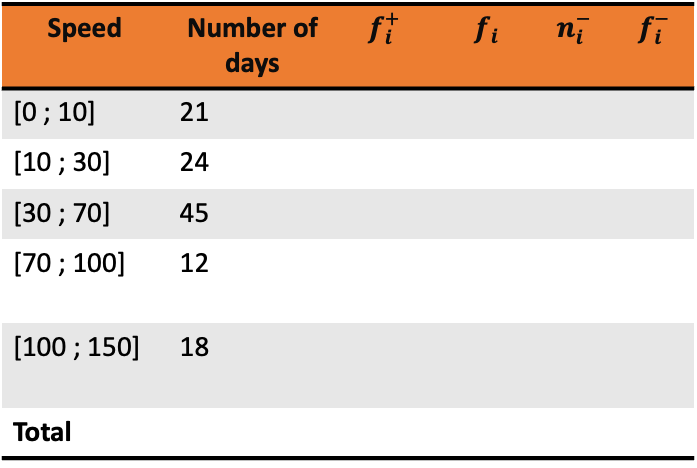 Speed Number of days f_i^+ f_i n_i^- f_i^-
[0 ; 10] 21
[10 ; 30] 24
[30 ; 70] 45
[70 ; 100] 12
[100 ; 150] 18
Total